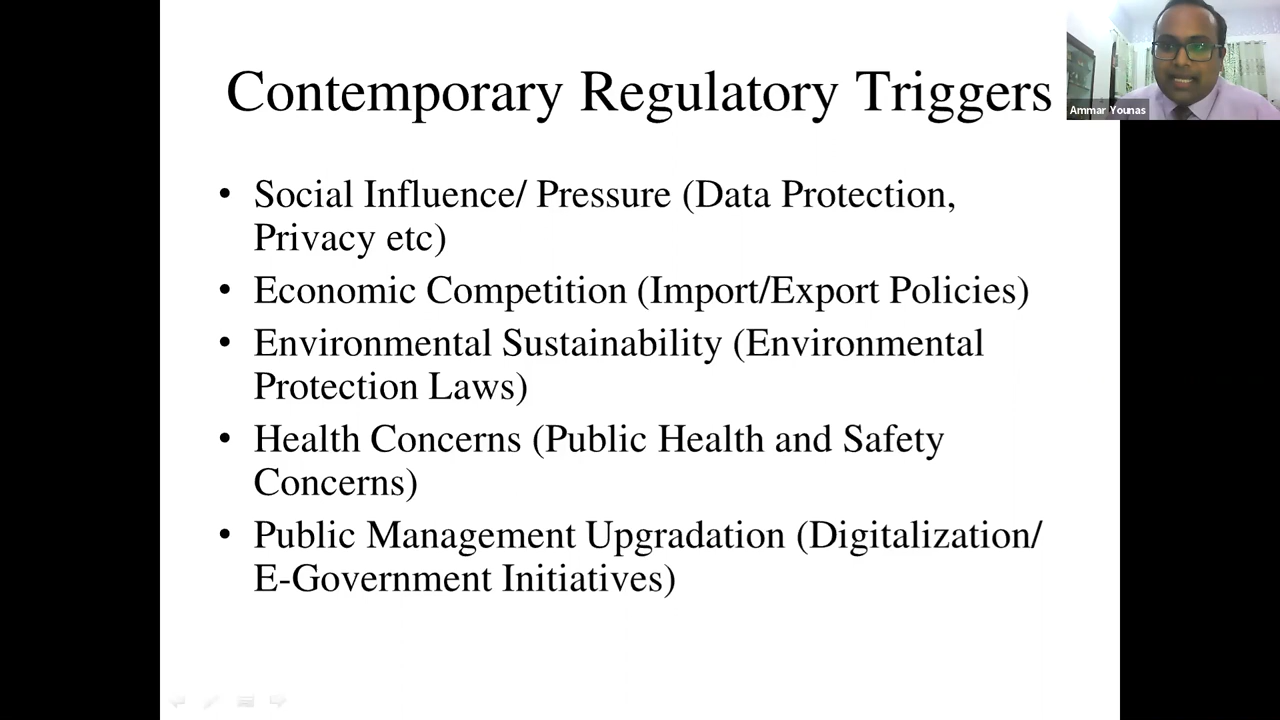 Contemporary Regulatory Triggers
Ammar Younas
• Social Influence/ Pressure (Data Protection,
Privacy etc)
• Economic Competition (Import/Export Policies)
• Environmental Sustainability (Environmental
Protection Laws)
• Health Concerns (Public Health and Safety
Concerns)
• Public Management Upgradation (Digitalization/
E-Government Initiatives)